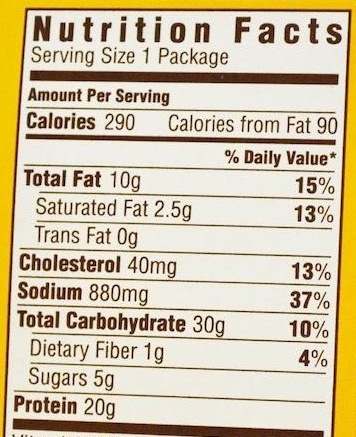 Nutrition Facts
Serving Size 1 Package
Amount Per Serving
Calories 290 Calories from Fat 90
% Daily Value*
Total Fat 10g 15%
Saturated Fat 2.5g 13%
Trans Fat 0g
Cholesterol 40mg 13%
Sodium 880mg 37%
Total Carbohydrate 30g 10%
Dietary Fiber 1g 4%
Sugars 5g
Protein 20g